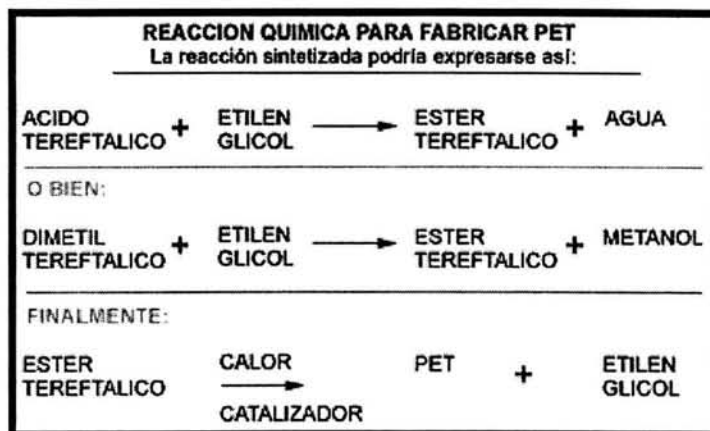 REACCION QUIMICA PARA FABRICAR PET
La reacción sintetizada podría expresarse así:
ACIDO TEREFTALICO + ETILEN GLICOL → ESTER TEREFTALICO + AGUA
O BIEN:
DIMETIL TEREFTALICO + ETILEN GLICOL → ESTER TEREFTALICO + METANOL
FINALMENTE:
ESTER TEREFTALICO CALOR → CATALIZADOR PET + ETILEN GLICOL